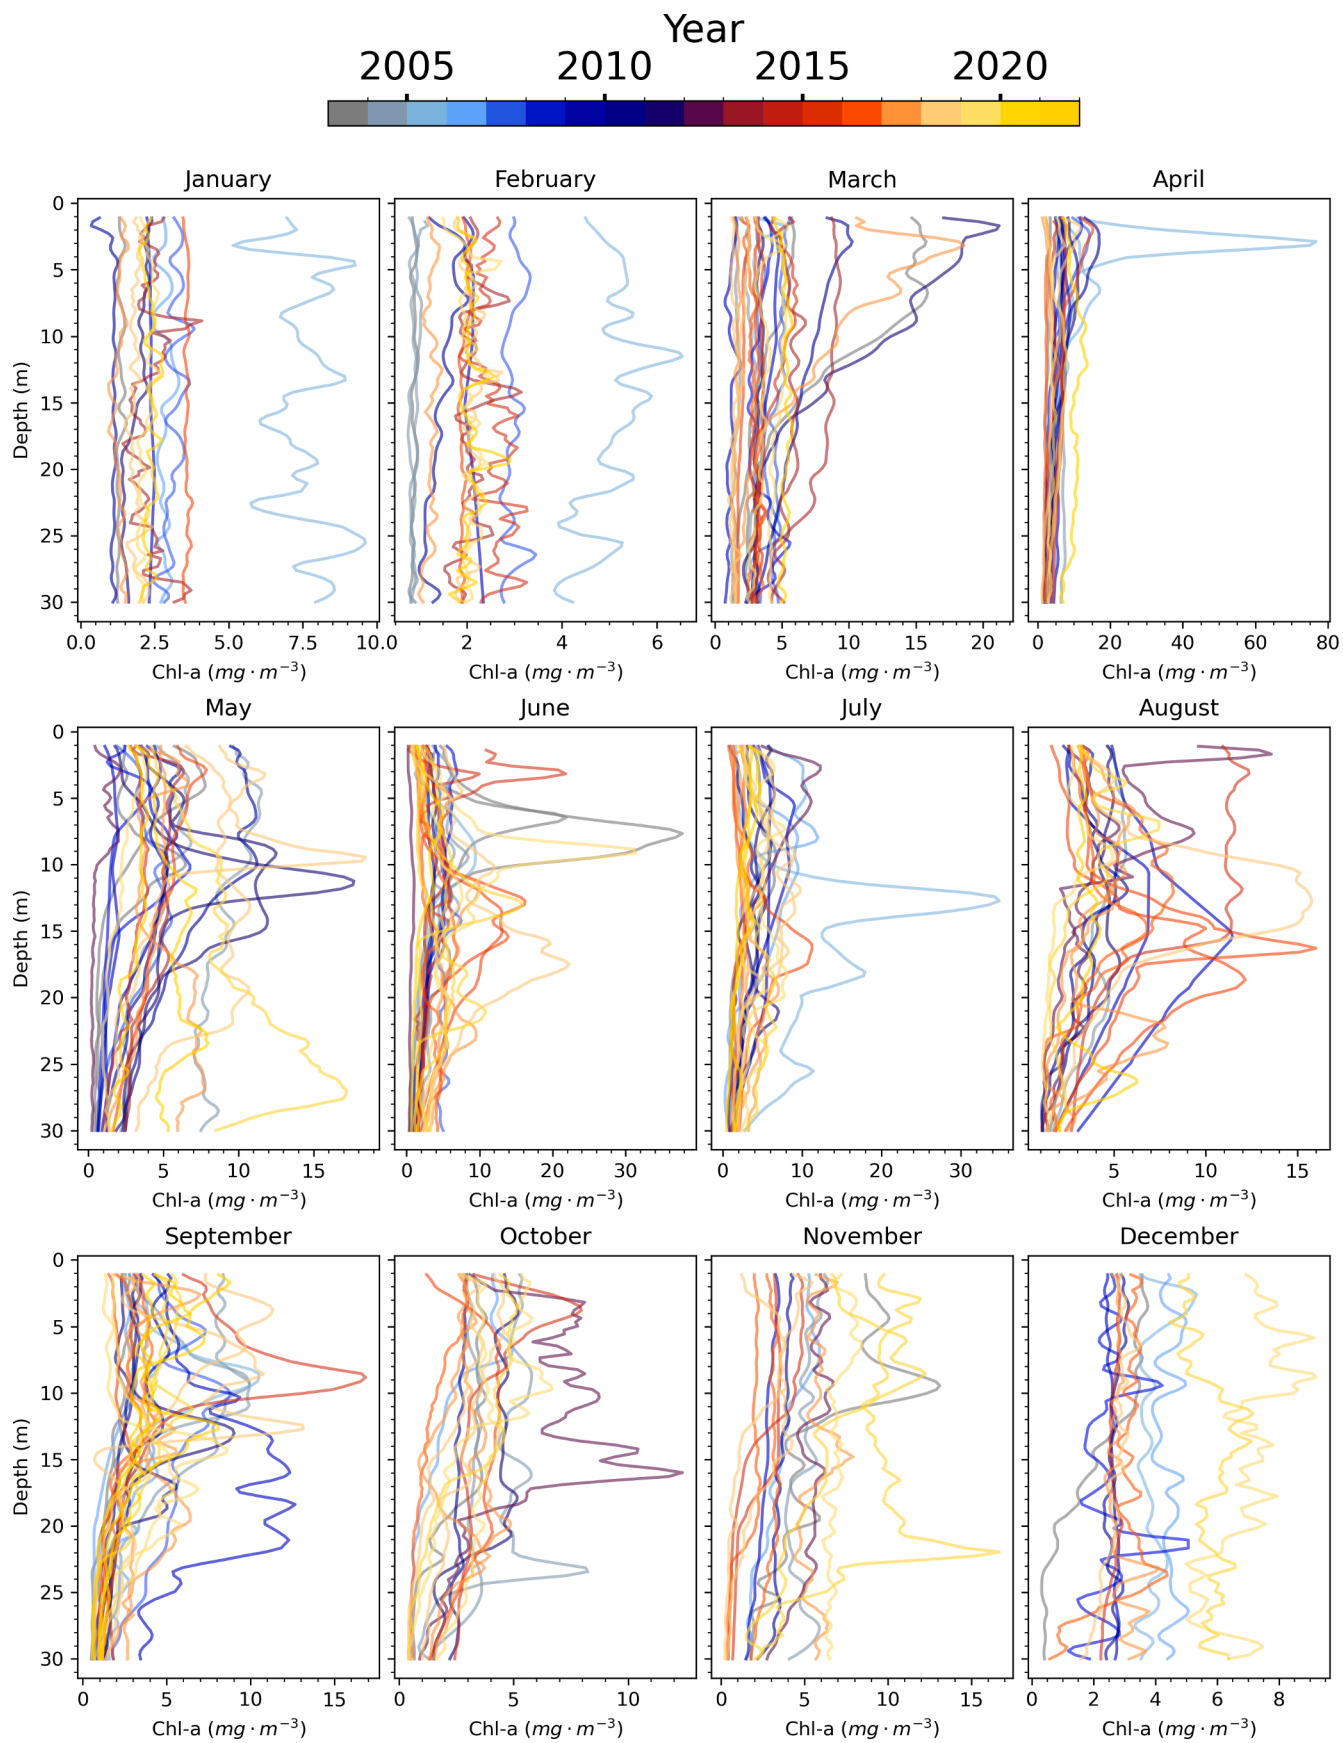 Year
2005 2010 2015 2020
January February March April
0
5
10
15
20
25
30
Depth (m)
0.0 2.5 5.0 7.5 10.0 2 4 6 0 5 10 15 20 0 20 40 60 80
Chl-a (mg · m⁻³) Chl-a (mg · m⁻³) Chl-a (mg · m⁻³) Chl-a (mg · m⁻³)
May June July August
0
5
10
15
20
25
30
Depth (m)
0 5 10 15 0 10 20 30 0 10 20 30 5 10 15
Chl-a (mg · m⁻³) Chl-a (mg · m⁻³) Chl-a (mg · m⁻³) Chl-a (mg · m⁻³)
September October November December
0
5
10
15
20
25
30
Depth (m)
0 5 10 15 0 5 10 0 5 10 15 0 2 4 6 8
Chl-a (mg · m⁻³) Chl-a (mg · m⁻³) Chl-a (mg · m⁻³) Chl-a (mg · m⁻³)